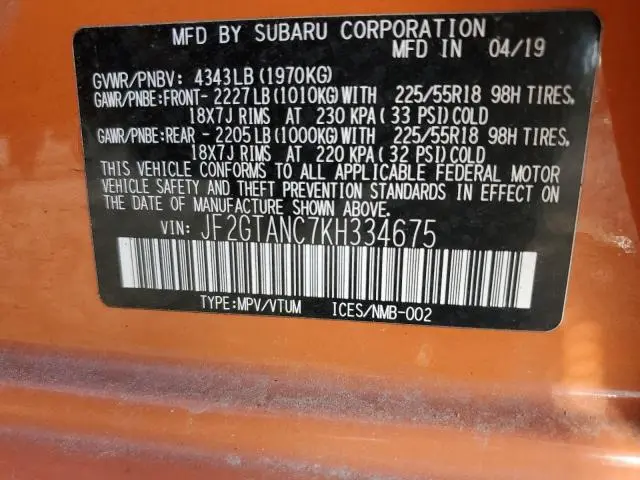 MFD BY SUBARU CORPORATION
MFD IN 04/19
GVWR/PNBV: 4343LB (1970KG)
GAWR/PNBE:FRONT-2227LB(1010KG)WITH 225/55R18 98H TIRES,
18X7J RIMS AT 230 KPA(33 PSI)COLD
GAWR/PNBE:REAR -2205LB(1000KG)WITH 225/55R18 98H TIRES,
18X7J RIMS AT 220 KPA(32 PSI)COLD
THIS VEHICLE CONFORMS TO ALL APPLICABLE FEDERAL MOTOR
VEHICLE SAFETY AND THEFT PREVENTION STANDARDS IN EFFECT ON
THE DATE OF MANUFACTURE SHOWN ABOVE.
VIN: JF2GTANC7KH334675
TYPE:MPV/VTUM ICES/NMB-002